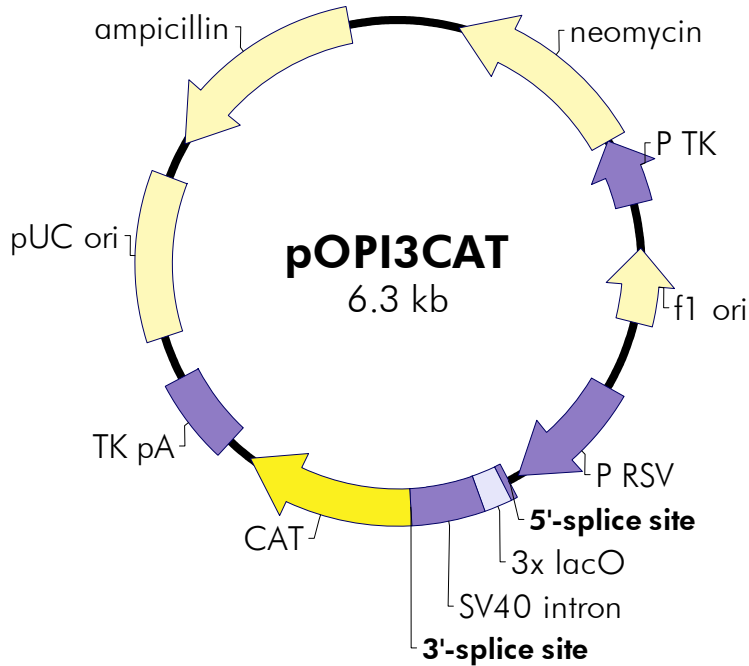 ampicillin
neomycin
P TK
pUC ori
pOPI3CAT
6.3 kb
f1 ori
TK pA
P RSV
5'-splice site
CAT
3x lacO
SV40 intron
3'-splice site